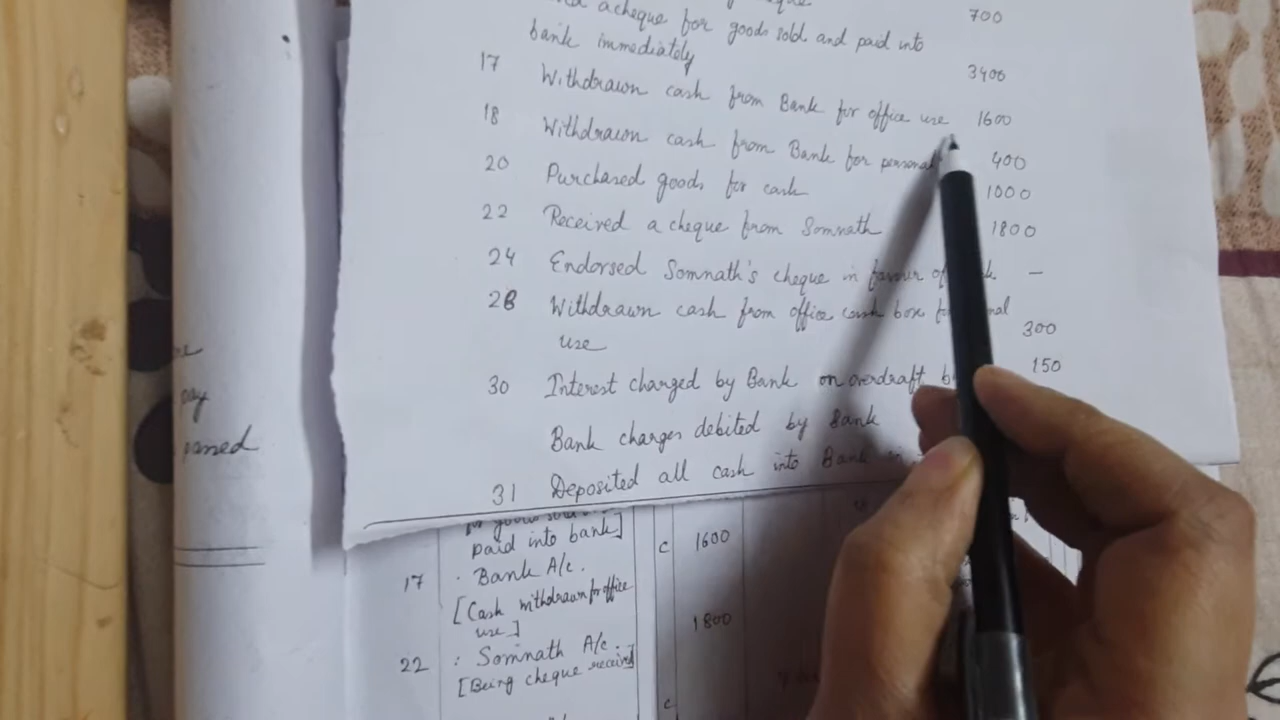 a cheque for goods sold and paid into 700
bank immediately 3400
17 Withdrawn cash from Bank for office use 1600
18 Withdrawn cash from Bank for personal 400
20 Purchased goods for cash 1000
22 Received a cheque from Somnath 1800
24 Endorsed Somnath's cheque in favour of —
28 Withdrawn cash from office cash box
use 300
30 Interest charged by Bank on overdraft 150
Bank charges debited by Bank
31 Deposited all cash into Bank
pay
passed
paid into bank] C 1600
17 . Bank A/c.
[Cash withdrawn for office
use] 1800
22 : Somnath A/c.
[Being cheque received
C